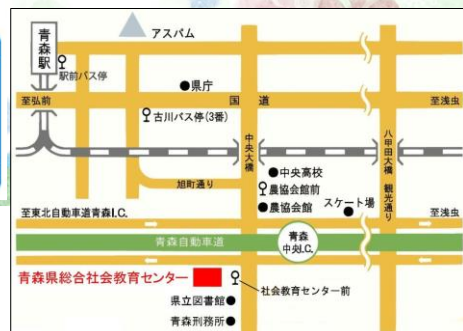 アスパム
青森駅
駅前バス停
県庁
至弘前
国道
至浅虫
古川バス停(3番)
中央大橋
八甲田大橋
観光通り
中央高校
旭町通り
農協会館前
農協会館
スケート場
至東北自動車道青森I.C.
至浅虫
青森自動車道
青森中央I.C.
青森県総合社会教育センター
社会教育センター前
県立図書館
青森刑務所